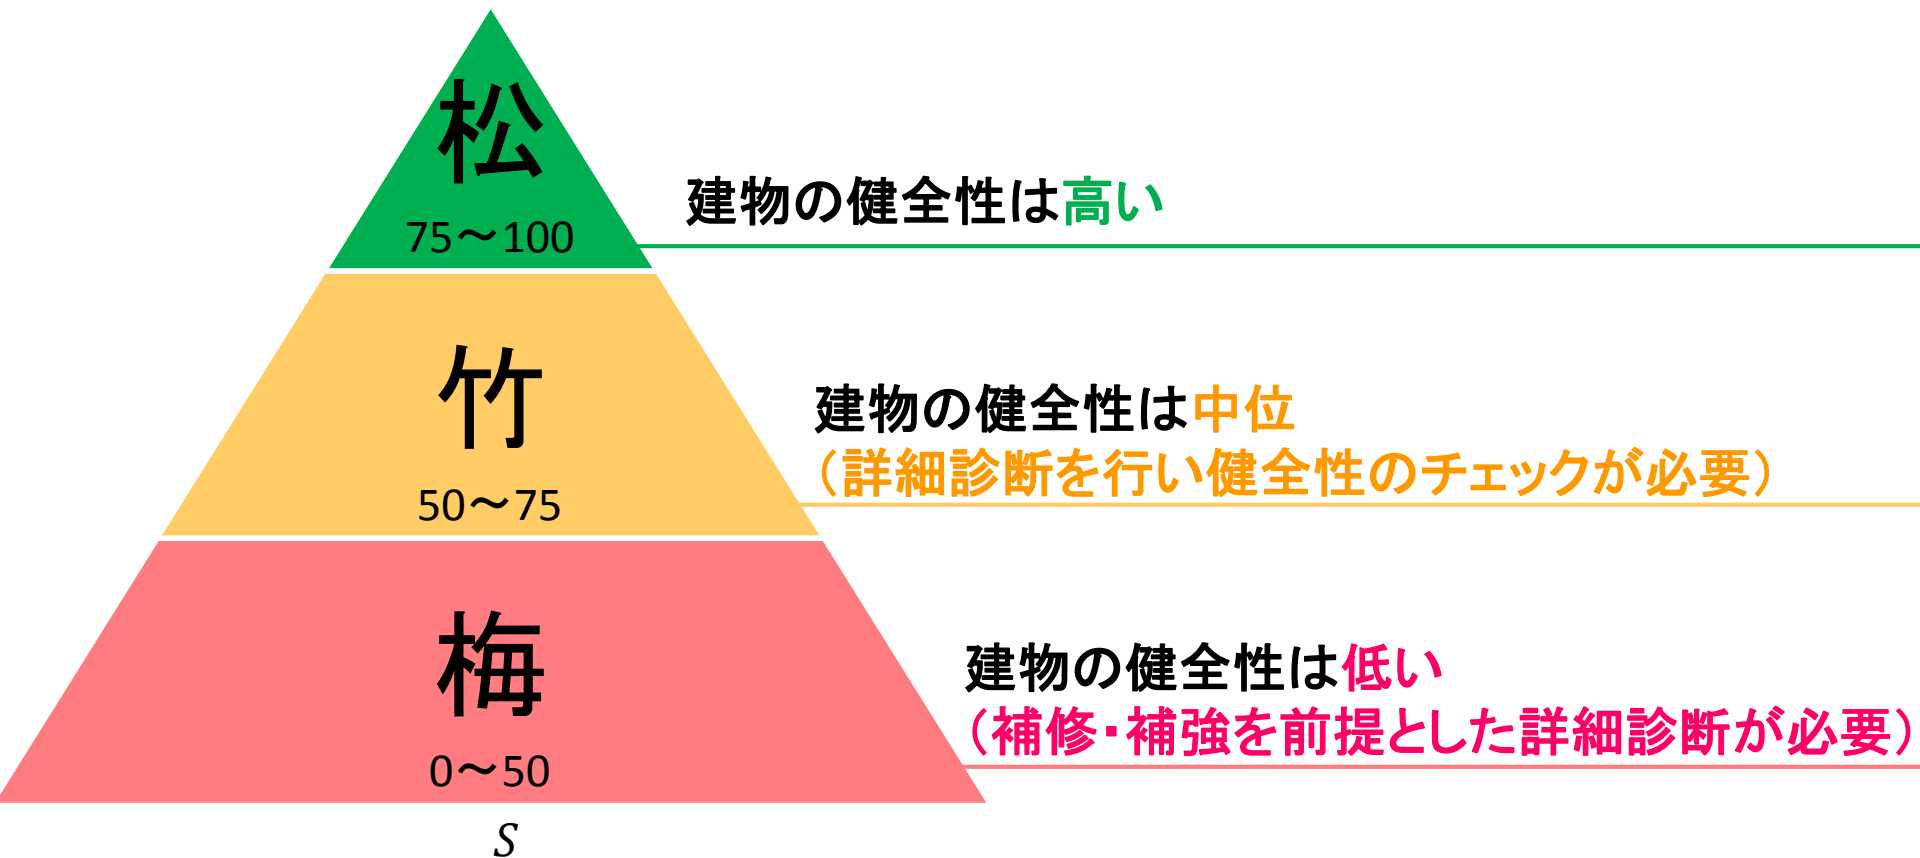 松
75～100
建物の健全性は高い
竹
50～75
建物の健全性は中位
（詳細診断を行い健全性のチェックが必要）
梅
0～50
建物の健全性は低い
（補修・補強を前提とした詳細診断が必要）
S